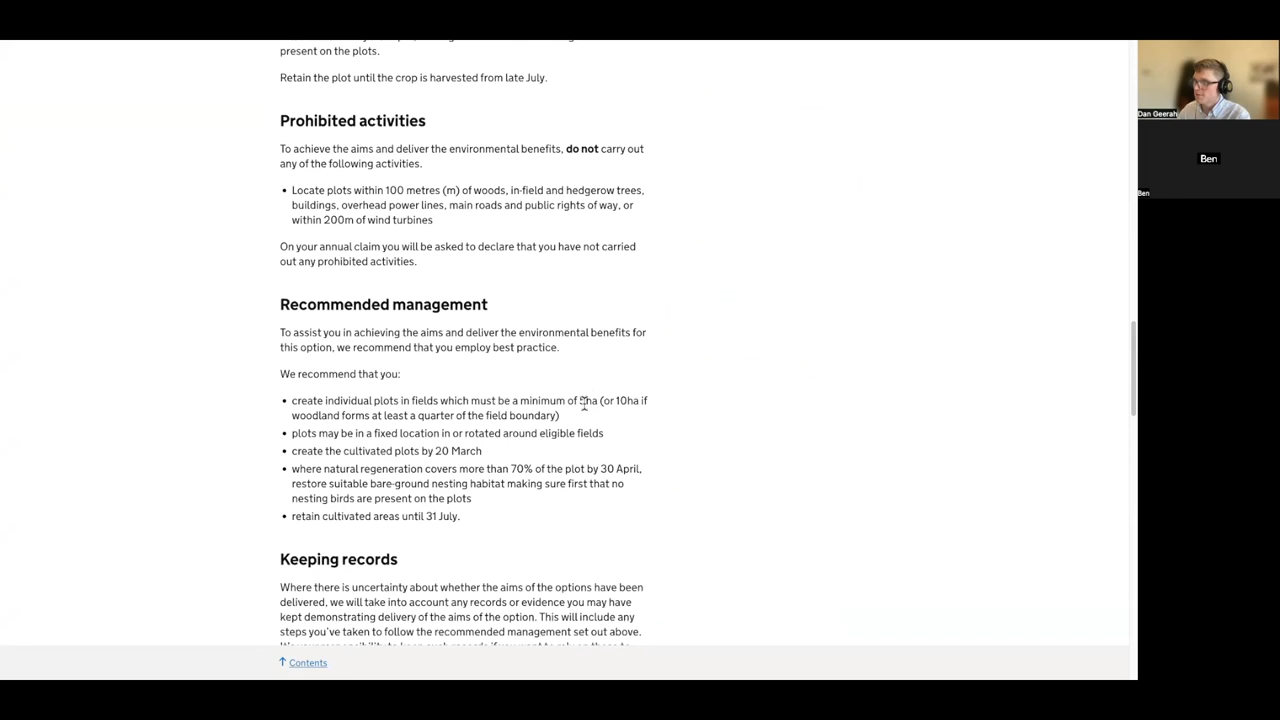 present on the plots.
Retain the plot until the crop is harvested from late July.
Prohibited activities
To achieve the aims and deliver the environmental benefits, do not carry out
any of the following activities.
• Locate plots within 100 metres (m) of woods, in-field and hedgerow trees,
buildings, overhead power lines, main roads and public rights of way, or
within 200m of wind turbines
On your annual claim you will be asked to declare that you have not carried
out any prohibited activities.
Recommended management
To assist you in achieving the aims and deliver the environmental benefits for
this option, we recommend that you employ best practice.
We recommend that you:
• create individual plots in fields which must be a minimum of (or 10ha if
woodland forms at least a quarter of the field boundary)
• plots may be in a fixed location in or rotated around eligible fields
• create the cultivated plots by 20 March
• where natural regeneration covers more than 70% of the plot by 30 April,
restore suitable bare-ground nesting habitat making sure first that no
nesting birds are present on the plots
• retain cultivated areas until 31 July.
Keeping records
Where there is uncertainty about whether the aims of the options have been
delivered, we will take into account any records or evidence you may have
kept demonstrating delivery of the aims of the option. This will include any
steps you've taken to follow the recommended management set out above.
Contents
Dan Geerah
Ben
Ben